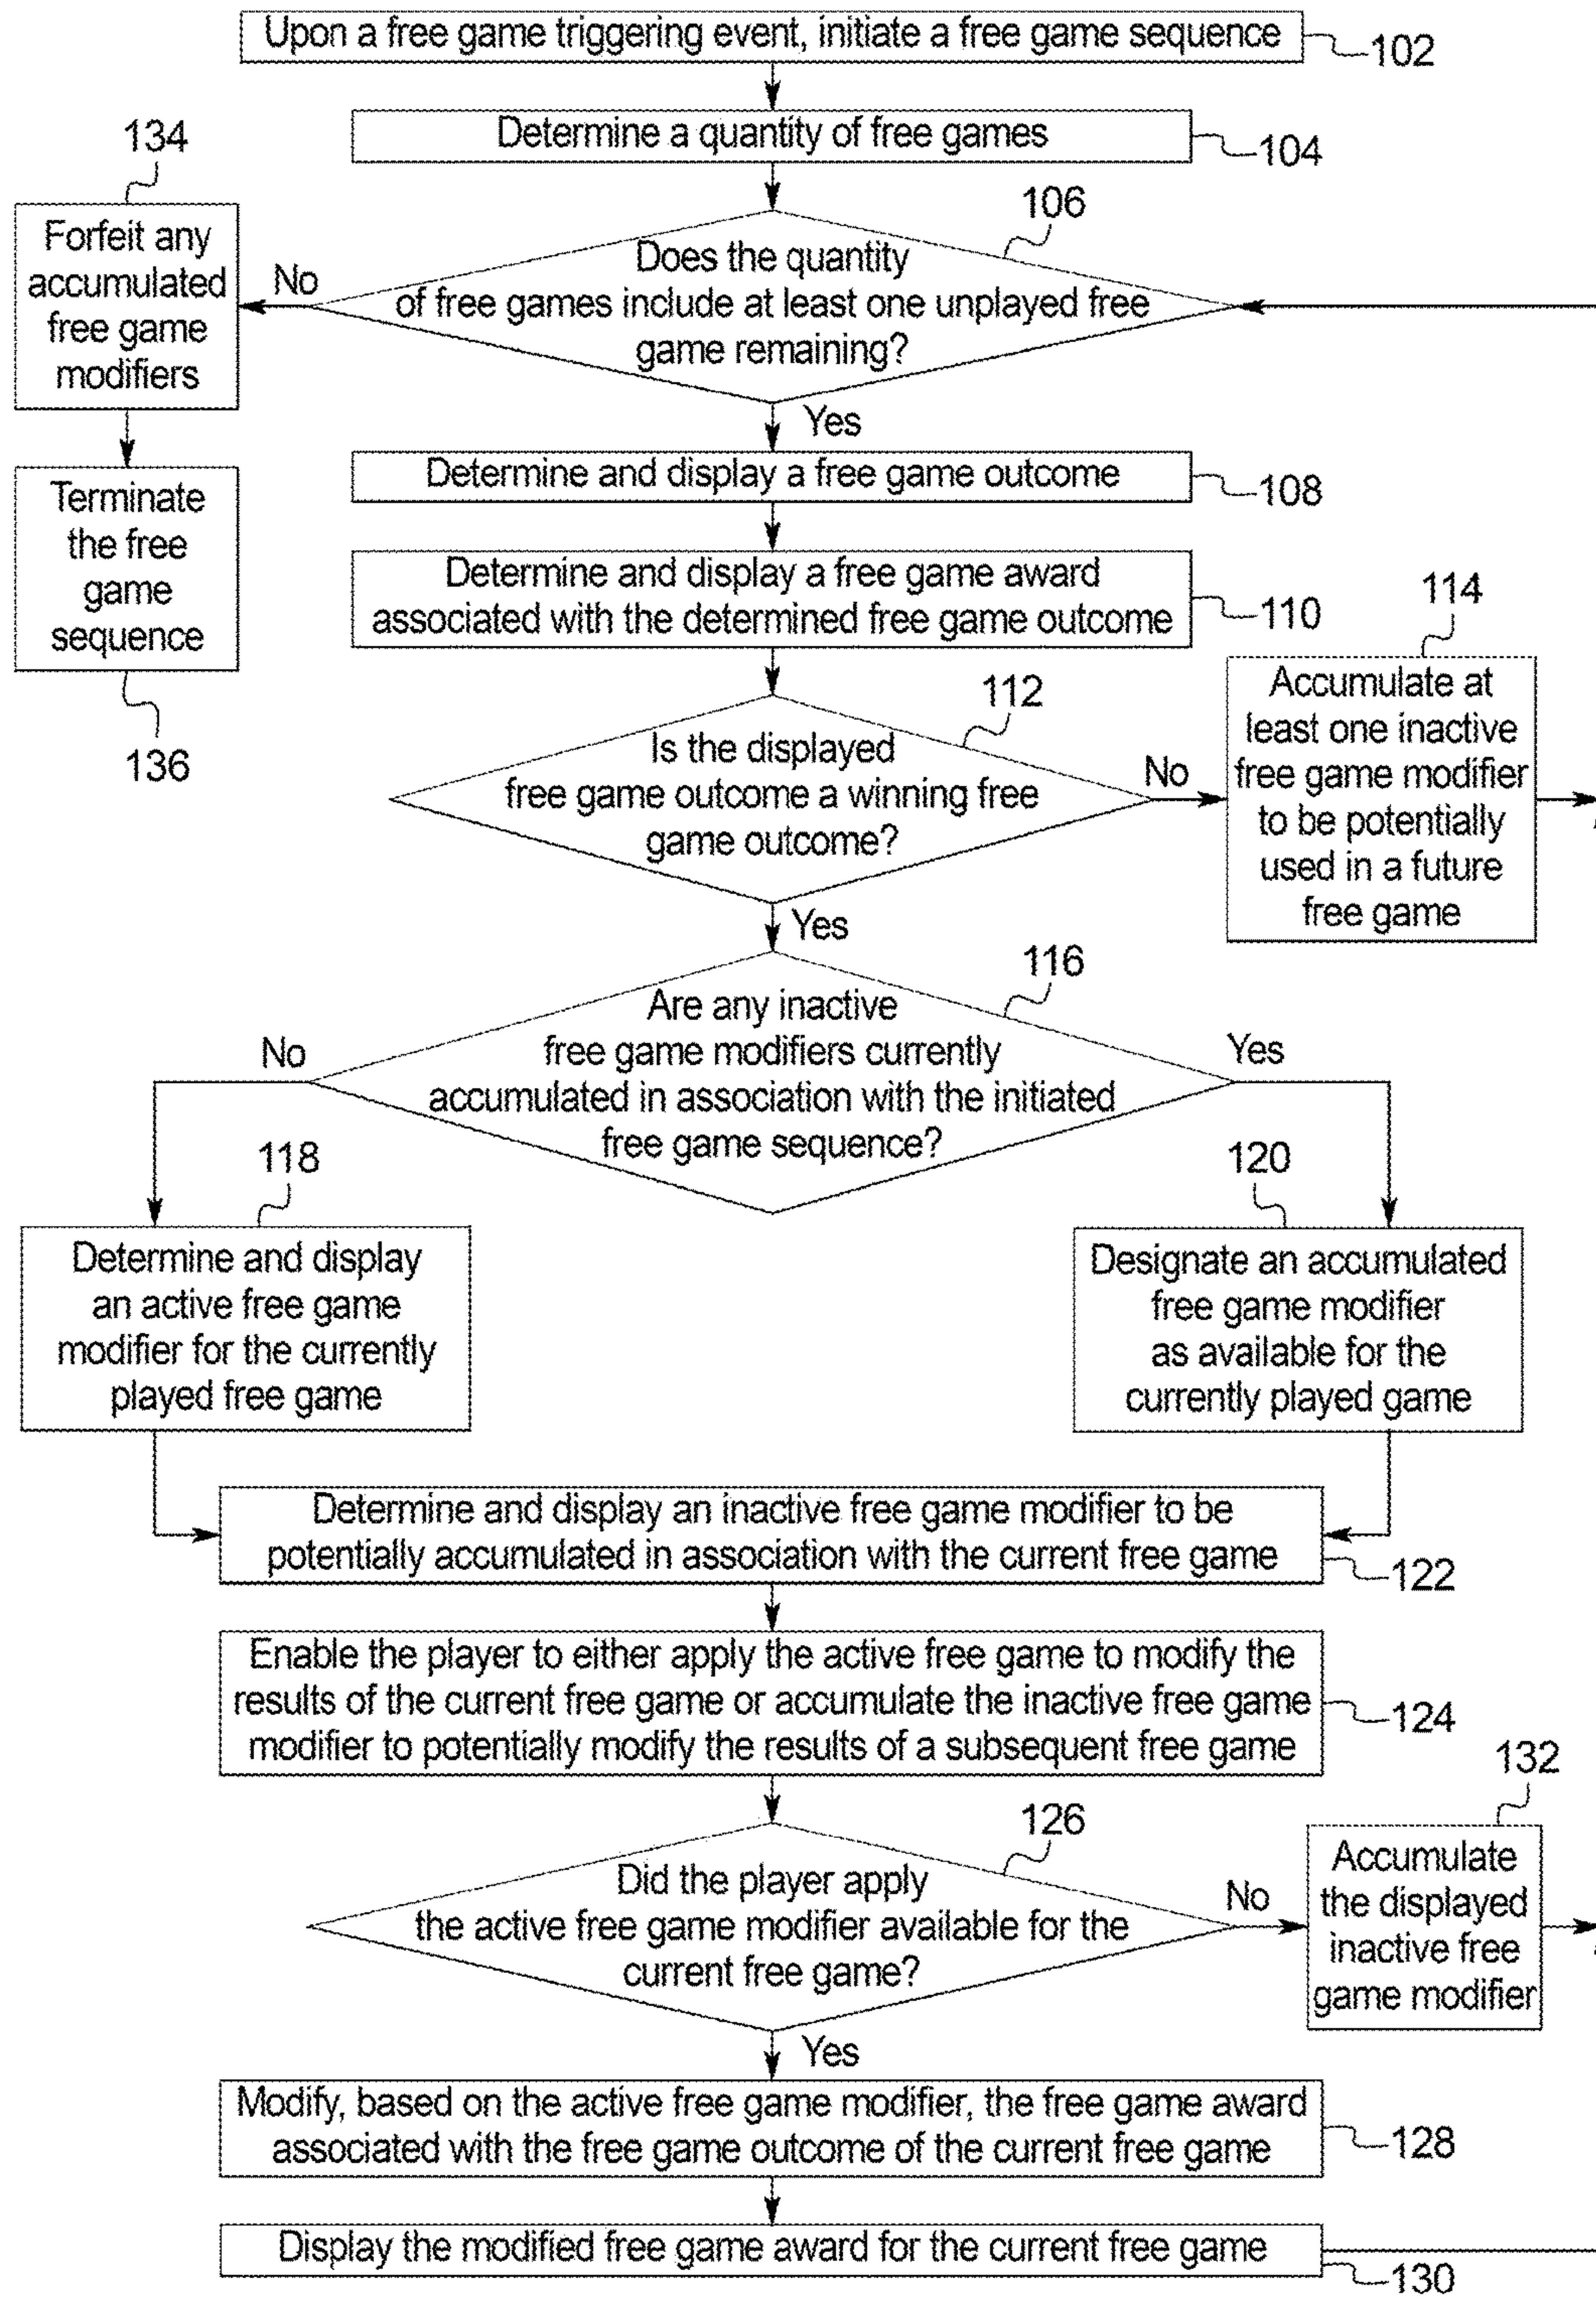 Upon a free game triggering event, initiate a free game sequence
102
Determine a quantity of free games
104
134
Forfeit any
accumulated
free game
modifiers
No
106
Does the quantity
of free games include at least one unplayed free
game remaining?
Yes
Terminate
the free
game
sequence
136
Determine and display a free game outcome
108
Determine and display a free game award
associated with the determined free game outcome
110
112
Is the displayed
free game outcome a winning free
game outcome?
No
114
Accumulate at
least one inactive
free game modifier
to be potentially
used in a future
free game
Yes
116
Are any inactive
free game modifiers currently
accumulated in association with the initiated
free game sequence?
No
Yes
118
Determine and display
an active free game
modifier for the currently
played free game
120
Designate an accumulated
free game modifier
as available for the
currently played game
Determine and display an inactive free game modifier to be
potentially accumulated in association with the current free game
122
Enable the player to either apply the active free game to modify the
results of the current free game or accumulate the inactive free game
modifier to potentially modify the results of a subsequent free game
124
126
Did the player apply
the active free game modifier available for the
current free game?
No
132
Accumulate
the displayed
inactive free
game modifier
Yes
Modify, based on the active free game modifier, the free game award
associated with the free game outcome of the current free game
128
Display the modified free game award for the current free game
130